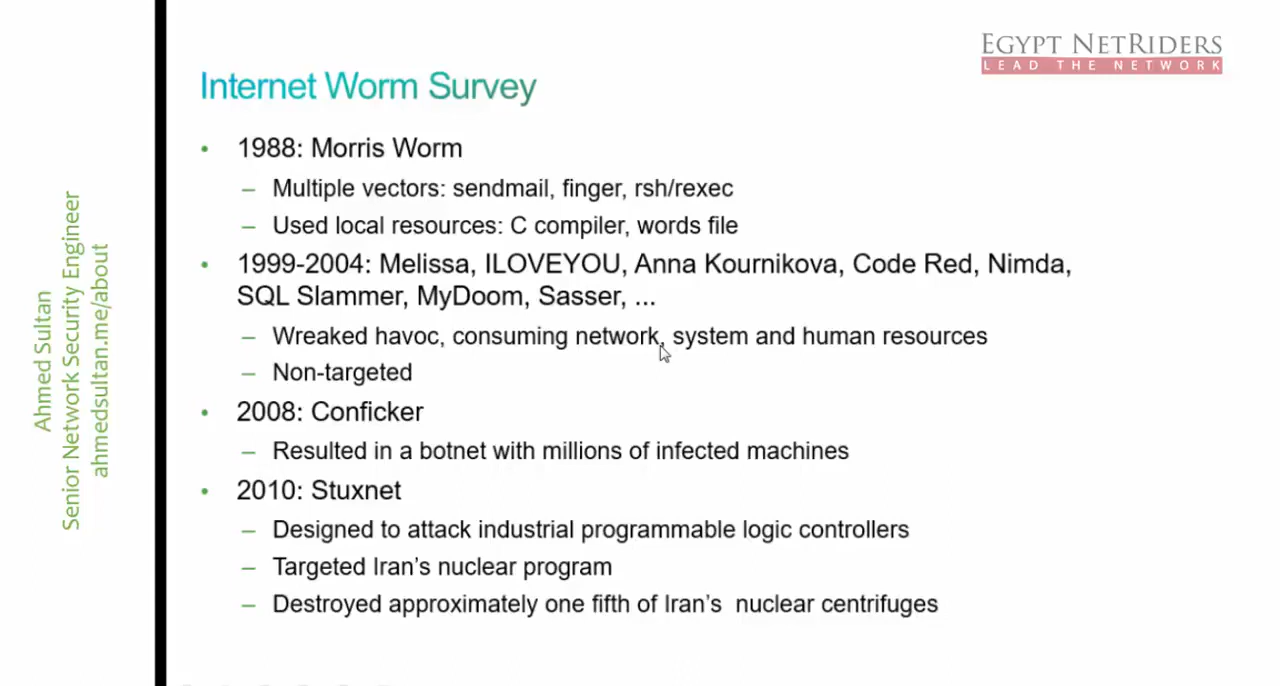 EGYPT NETRIDERS
LEAD THE NETWORK
Internet Worm Survey
• 1988: Morris Worm
– Multiple vectors: sendmail, finger, rsh/rexec
– Used local resources: C compiler, words file
• 1999-2004: Melissa, ILOVEYOU, Anna Kournikova, Code Red, Nimda,
SQL Slammer, MyDoom, Sasser, ...
– Wreaked havoc, consuming network, system and human resources
– Non-targeted
• 2008: Conficker
– Resulted in a botnet with millions of infected machines
• 2010: Stuxnet
– Designed to attack industrial programmable logic controllers
– Targeted Iran’s nuclear program
– Destroyed approximately one fifth of Iran’s nuclear centrifuges
Ahmed Sultan
Senior Network Security Engineer
ahmedsultan.me/about